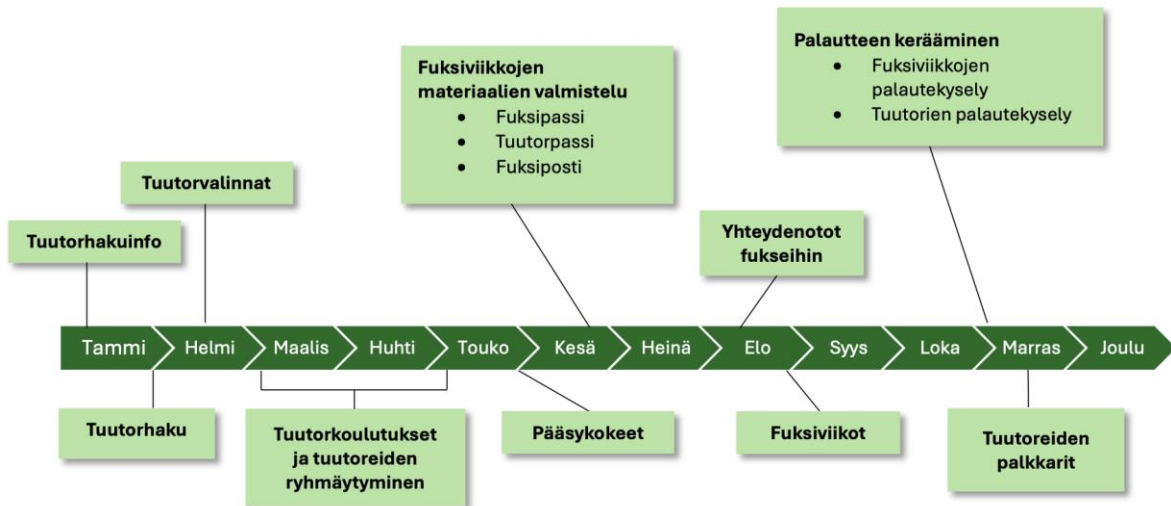 Palautteen kerääminen
● Fuksiviikkojen
palautekysely
● Tuutorien palautekysely
Fuksiviikkojen
materiaalien valmistelu
● Fuksipassi
● Tuutorpassi
● Fuksiposti
Tuutorvalinnat
Tuutorhakuinfo
Yhteydenotot
fukseihin
Tammi
Helmi
Maalis
Huhti
Touko
Kesä
Heinä
Elo
Syys
Loka
Marras
Joulu
Tuutorhaku
Tuutorkoulutukset
ja tuutoreiden
ryhmäytyminen
Pääsykokeet
Fuksiviikot
Tuutoreiden
palkkarit